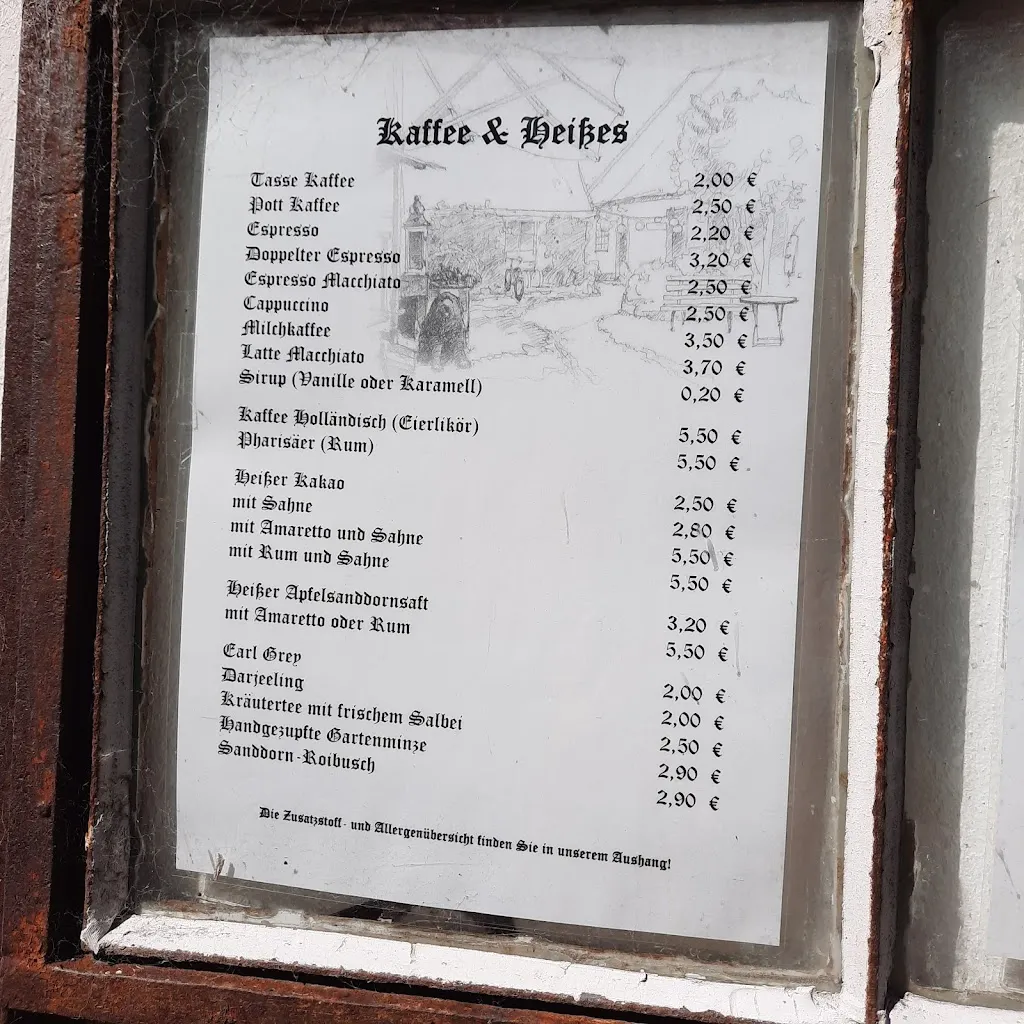 Kaffee & Heißes
Tasse Kaffee 2,00 €
Pott Kaffee 2,50 €
Espresso 2,20 €
Doppelter Espresso 3,20 €
Espresso Macchiato 2,50 €
Cappuccino 2,50 €
Milchkaffee 3,50 €
Latte Macchiato 3,70 €
Sirup (Vanille oder Karamell) 0,20 €
Kaffee Holländisch (Eierlikör) 5,50 €
Pharisäer (Rum) 5,50 €
Heißer Kakao 2,50 €
mit Sahne 2,80 €
mit Amaretto und Sahne 5,50 €
mit Rum und Sahne 5,50 €
Heißer Apfelsanddornsaft 3,20 €
mit Amaretto oder Rum 5,50 €
Earl Grey 2,00 €
Darjeeling 2,00 €
Kräutertee mit frischem Salbei 2,50 €
Handgezupfte Gartenminze 2,90 €
Sanddorn-Roibusch 2,90 €
Die Zusatzstoff- und Allergenübersicht finden Sie in unserem Aushang!